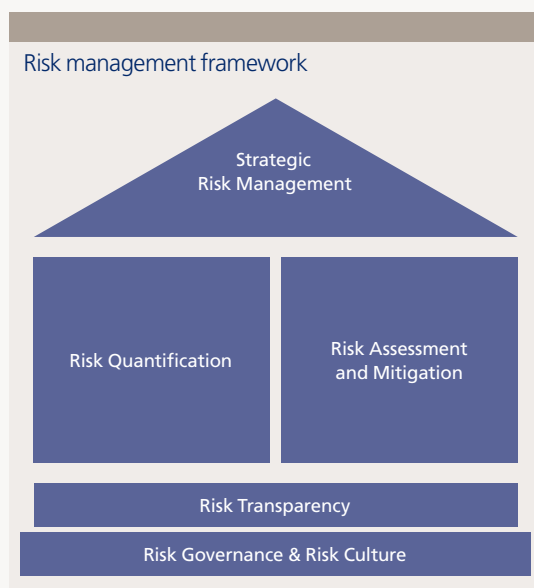 Risk management framework
Strategic
Risk Management
Risk Quantification
Risk Assessment
and Mitigation
Risk Transparency
Risk Governance & Risk Culture